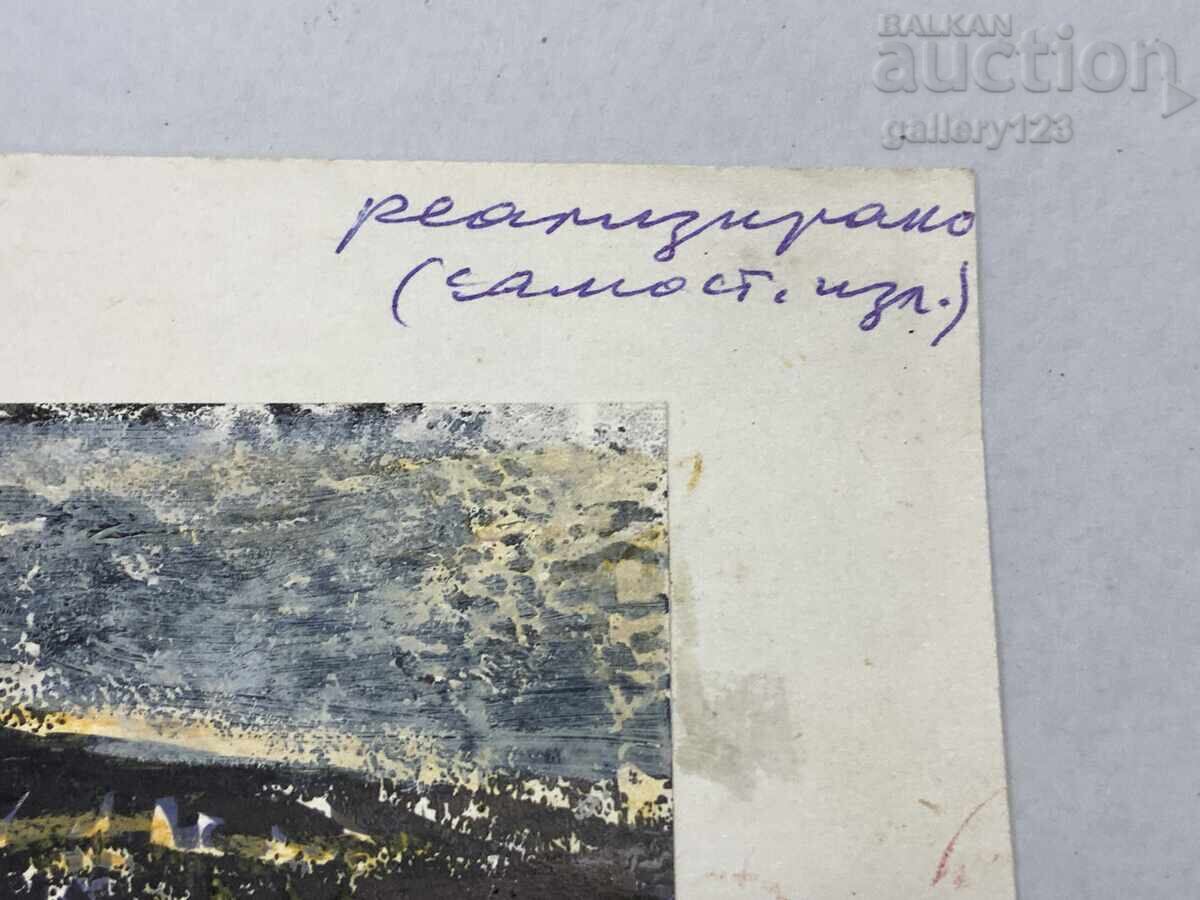 BALKAN
auction
gallery123
реализирано
(самост. изл.)